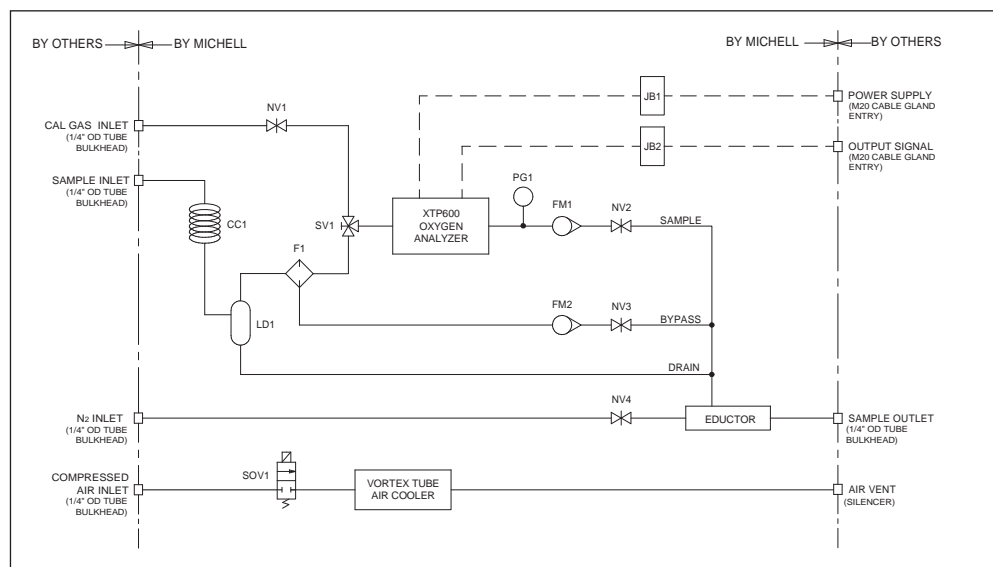 BY OTHERS
BY MICHELL
BY MICHELL
BY OTHERS
JB1
POWER SUPPLY
(M20 CABLE GLAND
ENTRY)
NV1
CAL GAS INLET
(1/4" OD TUBE
BULKHEAD)
JB2
OUTPUT SIGNAL
(M20 CABLE GLAND
ENTRY)
SAMPLE INLET
(1/4" OD TUBE
BULKHEAD)
CC1
SV1
XTP600
OXYGEN
ANALYZER
PG1
FM1
NV2
SAMPLE
F1
LD1
FM2
NV3
BYPASS
DRAIN
N2 INLET
(1/4" OD TUBE
BULKHEAD)
NV4
EDUCTOR
SAMPLE OUTLET
(1/4" OD TUBE
BULKHEAD)
COMPRESSED
AIR INLET
(1/4" OD TUBE
BULKHEAD)
SOV1
VORTEX TUBE
AIR COOLER
AIR VENT
(SILENCER)